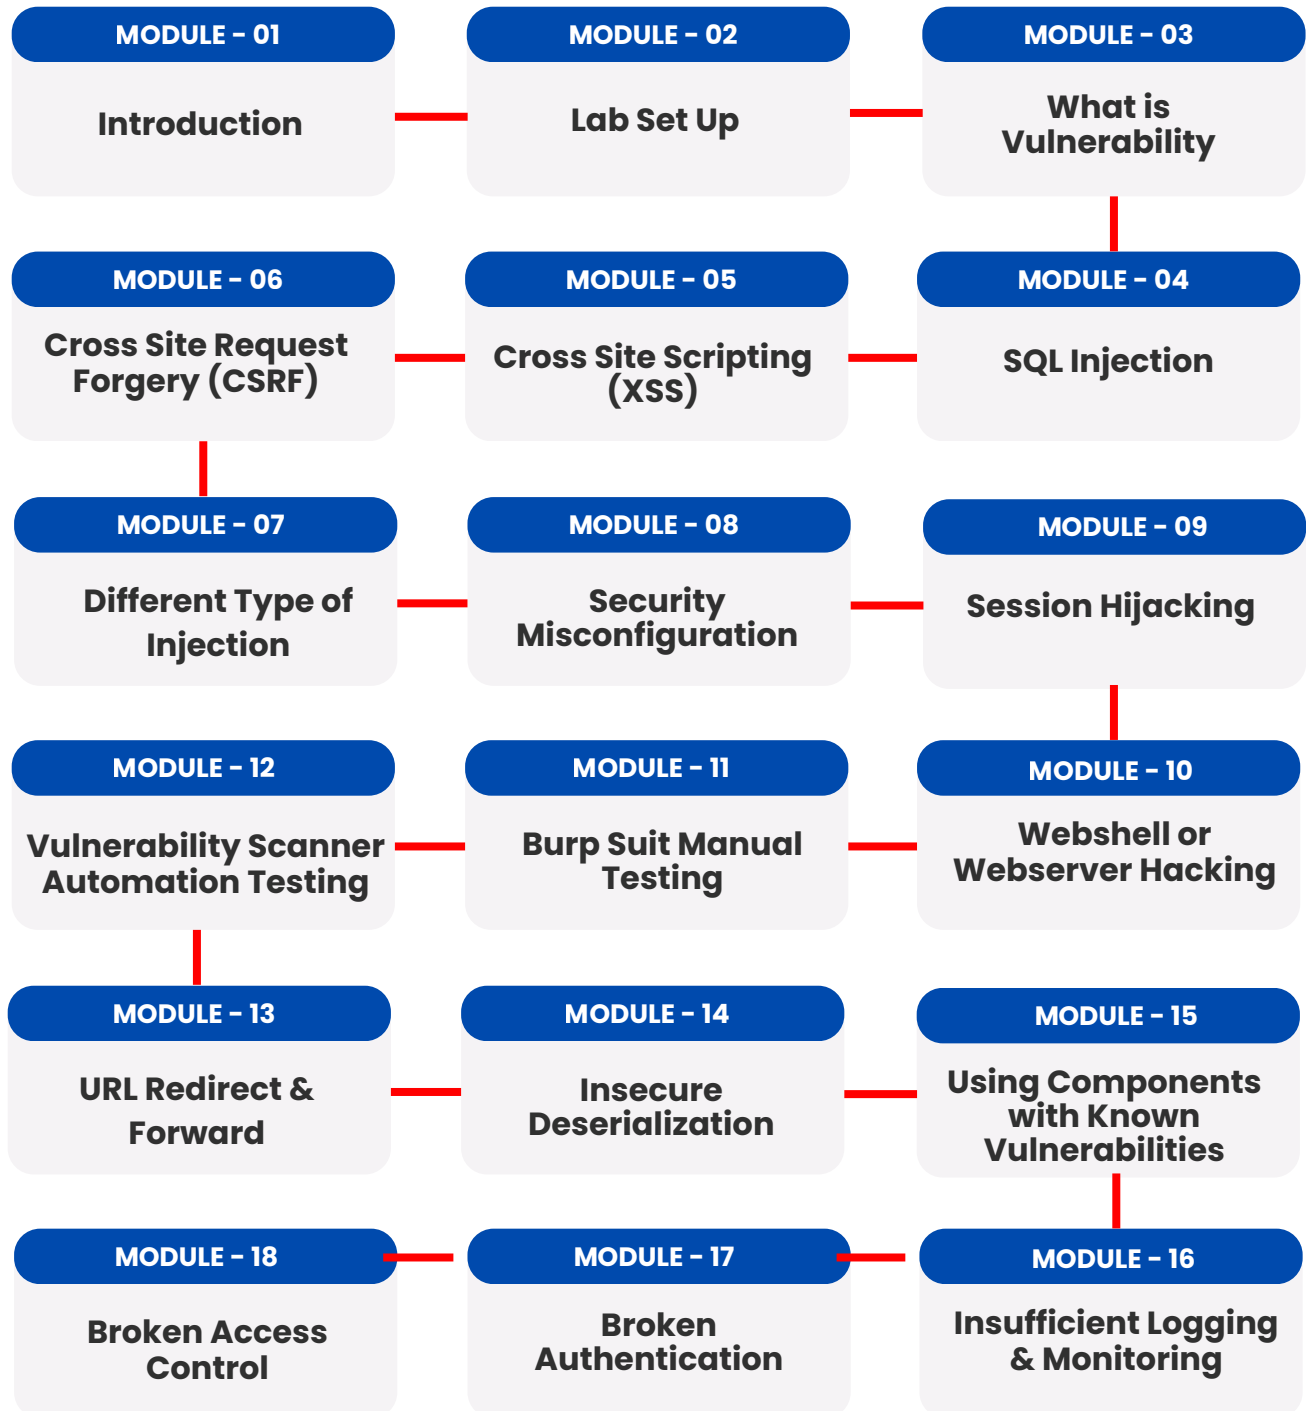 MODULE - 01
Introduction
MODULE - 02
Lab Set Up
MODULE - 03
What is
Vulnerability
MODULE - 04
SQL Injection
MODULE - 05
Cross Site Scripting
(XSS)
MODULE - 06
Cross Site Request
Forgery (CSRF)
MODULE - 07
Different Type of
Injection
MODULE - 08
Security
Misconfiguration
MODULE - 09
Session Hijacking
MODULE - 10
Webshell or
Webserver Hacking
MODULE - 11
Burp Suit Manual
Testing
MODULE - 12
Vulnerability Scanner
Automation Testing
MODULE - 13
URL Redirect &
Forward
MODULE - 14
Insecure
Deserialization
MODULE - 15
Using Components
with Known
Vulnerabilities
MODULE - 16
Insufficient Logging
& Monitoring
MODULE - 17
Broken
Authentication
MODULE - 18
Broken Access
Control